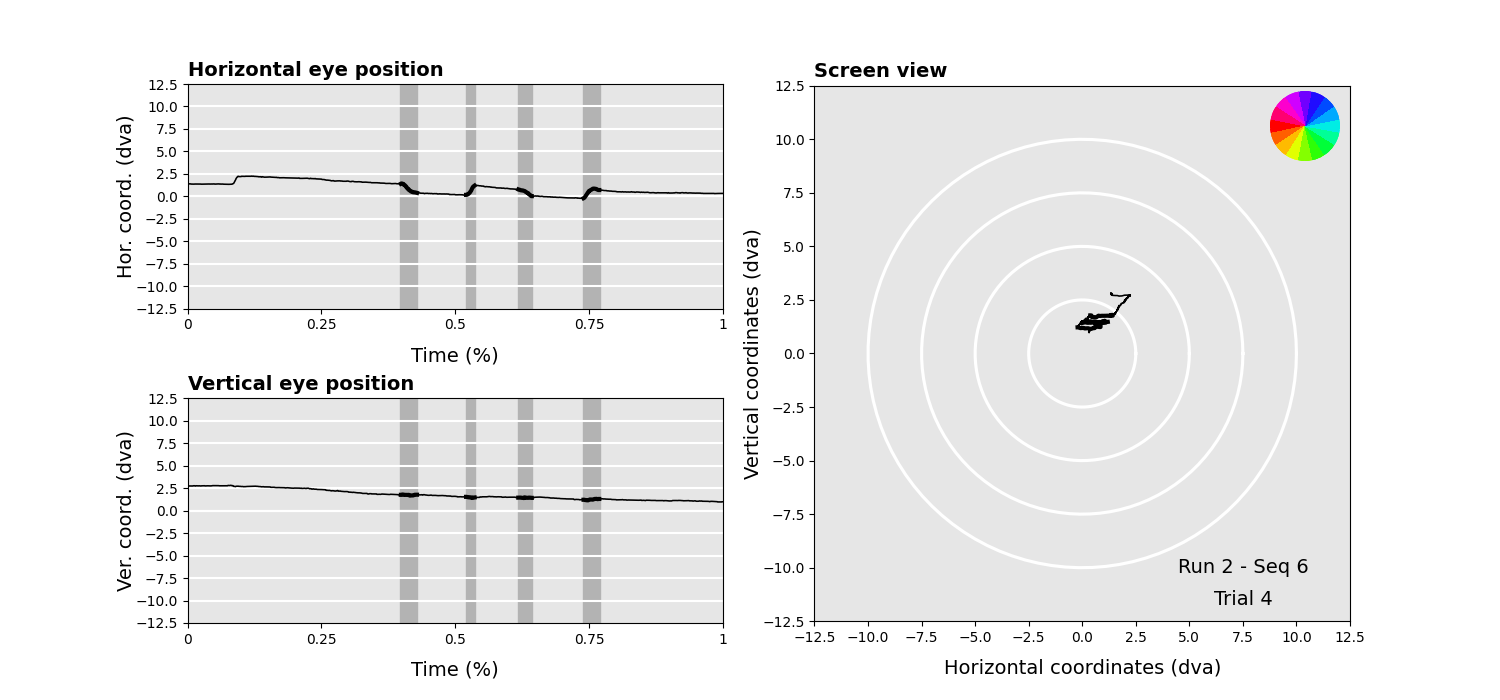 Horizontal eye position
Hor. coord. (dva)
12.5
10.0
7.5
5.0
2.5
0.0
−2.5
−5.0
−7.5
−10.0
−12.5
0 0.25 0.5 0.75 1
Time (%)
Vertical eye position
Ver. coord. (dva)
12.5
10.0
7.5
5.0
2.5
0.0
−2.5
−5.0
−7.5
−10.0
−12.5
0 0.25 0.5 0.75 1
Time (%)
Screen view
Vertical coordinates (dva)
12.5
10.0
7.5
5.0
2.5
0.0
−2.5
−5.0
−7.5
−10.0
−12.5
Run 2 - Seq 6
Trial 4
−12.5 −10.0 −7.5 −5.0 −2.5 0.0 2.5 5.0 7.5 10.0 12.5
Horizontal coordinates (dva)